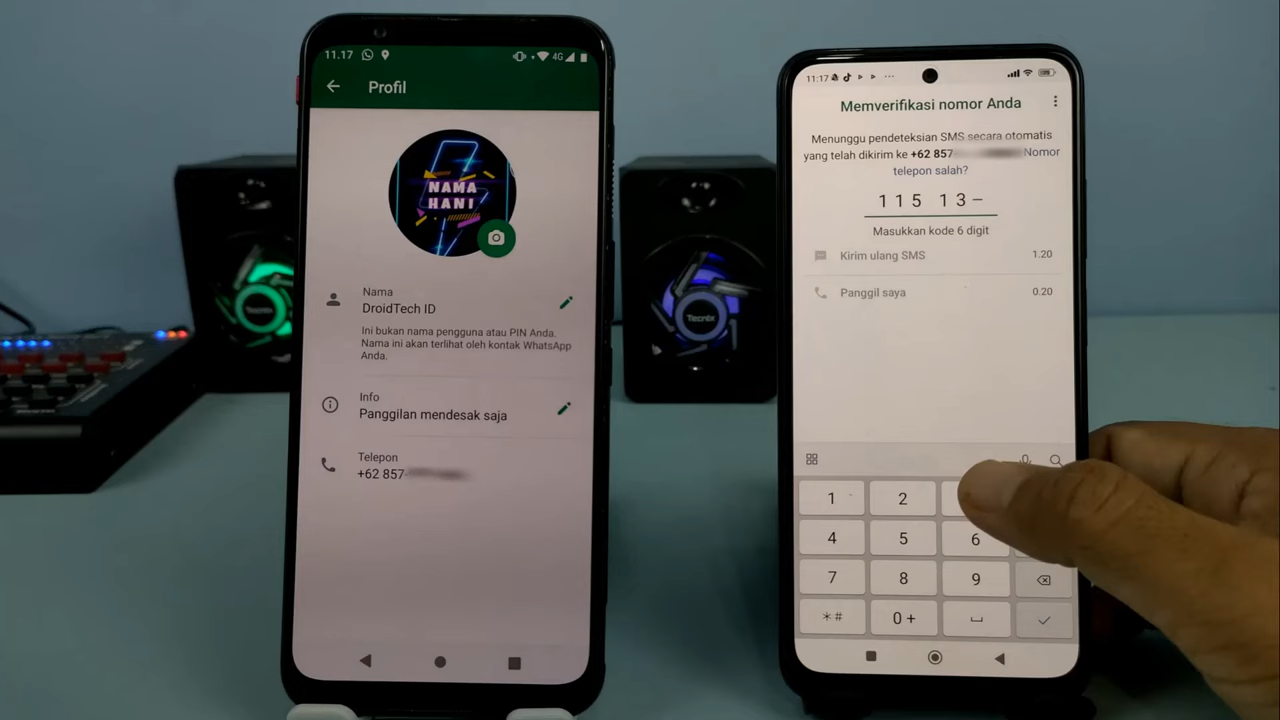 11.17
4G
Profil
NAMA
HANI
Nama
DroidTech ID
Ini bukan nama pengguna atau PIN Anda.
Nama ini akan terlihat oleh kontak WhatsApp
Anda.
Info
Panggilan mendesak saja
Telepon
+62 857-
Tecnix
11:17
Memverifikasi nomor Anda
Menunggu pendeteksian SMS secara otomatis
yang telah dikirim ke +62 857 Nomor
telepon salah?
115 13–
Masukkan kode 6 digit
Kirim ulang SMS 1.20
Panggil saya 0.20
1 2
4 5 6
7 8 9
*# 0 +